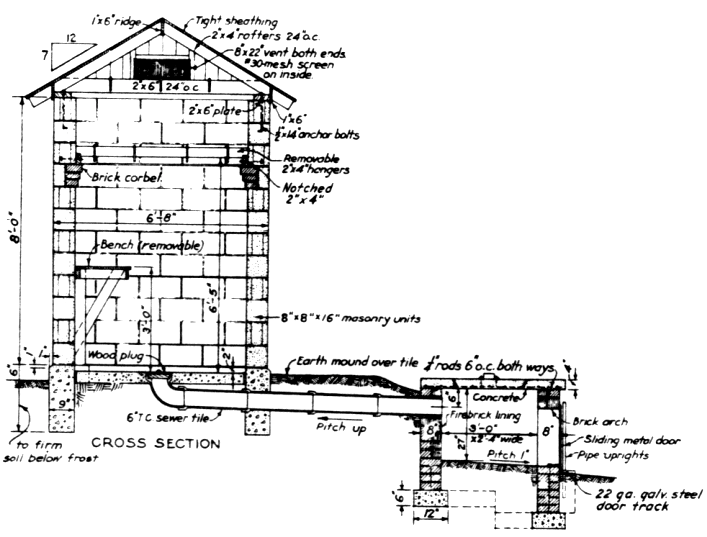 1"x6" ridge
Tight sheathing
2"x4" rafters 24" o.c.
8"x22" vent both ends.
#30-mesh screen
on inside.
12
7
2"x6" 24" o.c.
2"x6" plate
1"x6"
½"x14" anchor bolts
Removable
2"x4" hangers
Brick corbel.
Notched
2"x4"
8'-0"
6'-8"
Bench (removable)
3'-0"
6'-5"
8"x8"x16" masonry units
1"
1"
6"
Wood plug
2"
Earth mound over tile
rods 6" o.c. both ways
4"
Concrete
6"
9"
6" T.C. sewer tile
Pitch up
Firebrick lining
8"
3'-0"
x2'-4" wide
8"
27"
Pitch 1"
Brick arch
Sliding metal door
Pipe uprights
to firm
soil below frost
CROSS SECTION
6"
12"
22 ga. galv. steel
door track